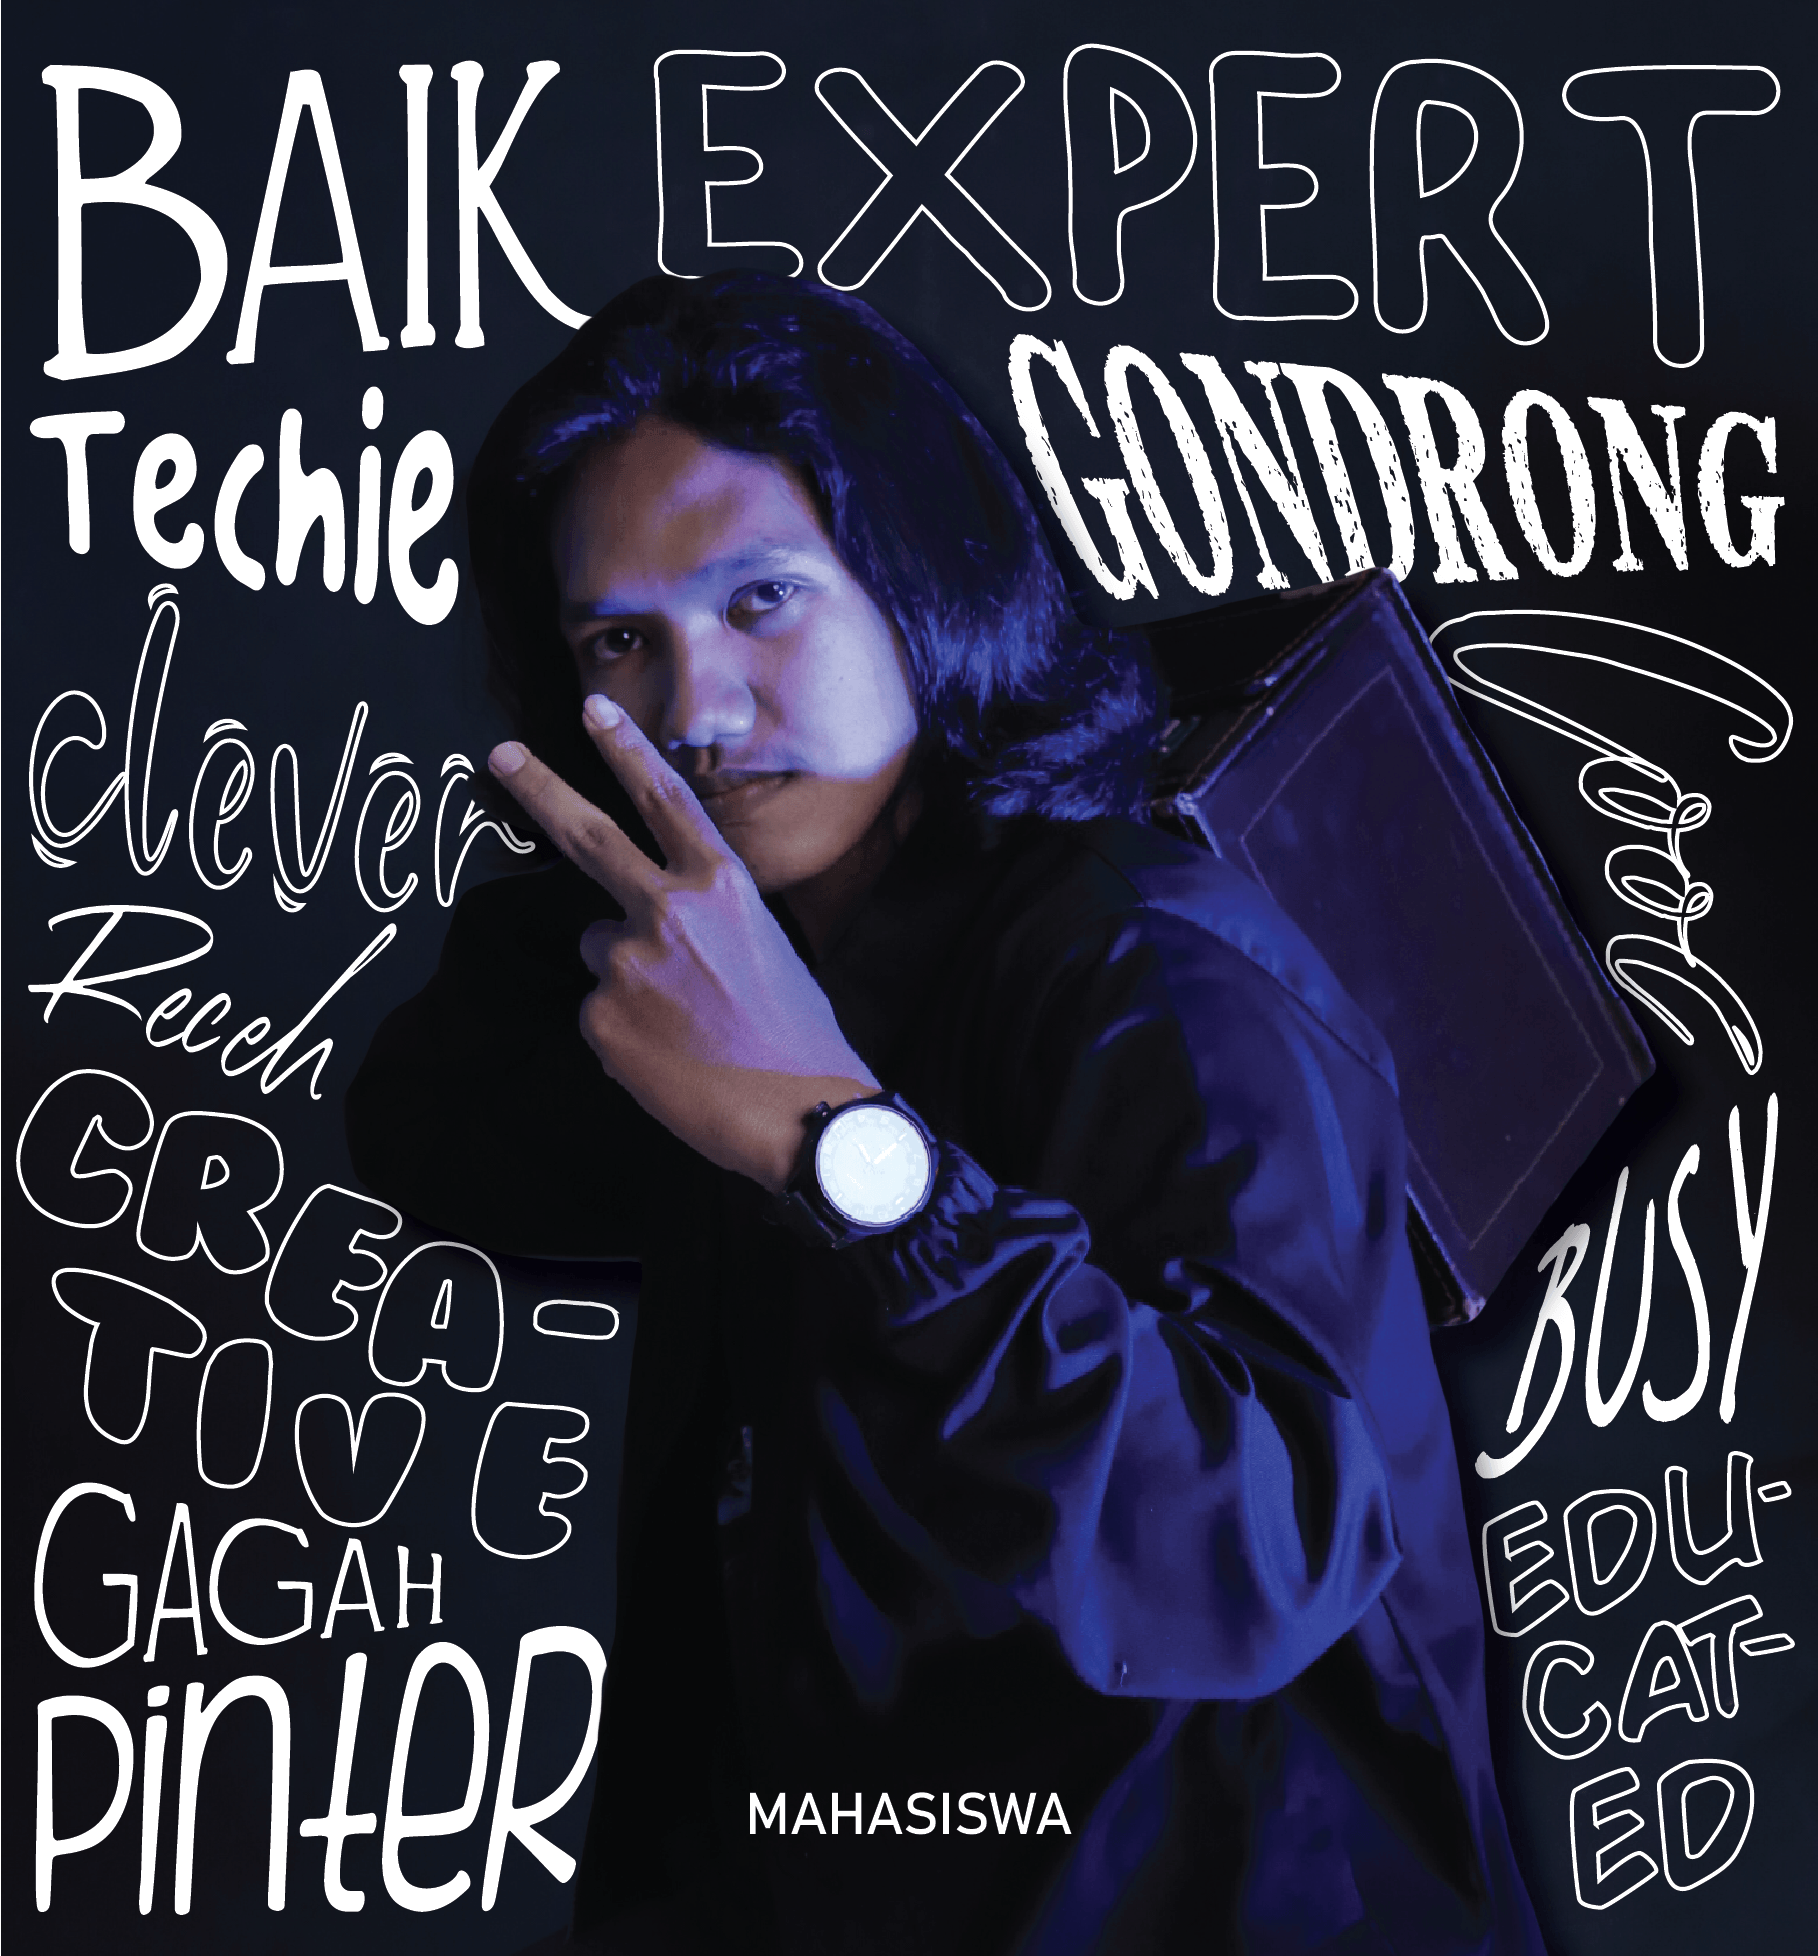 BAIK
EXPERT
Techie
GONDRONG
clever
Cool
Receh
CREA-
TIVE
BUSY
GAGAH
EDU-
CAT-
ED
PinteR
MAHASISWA